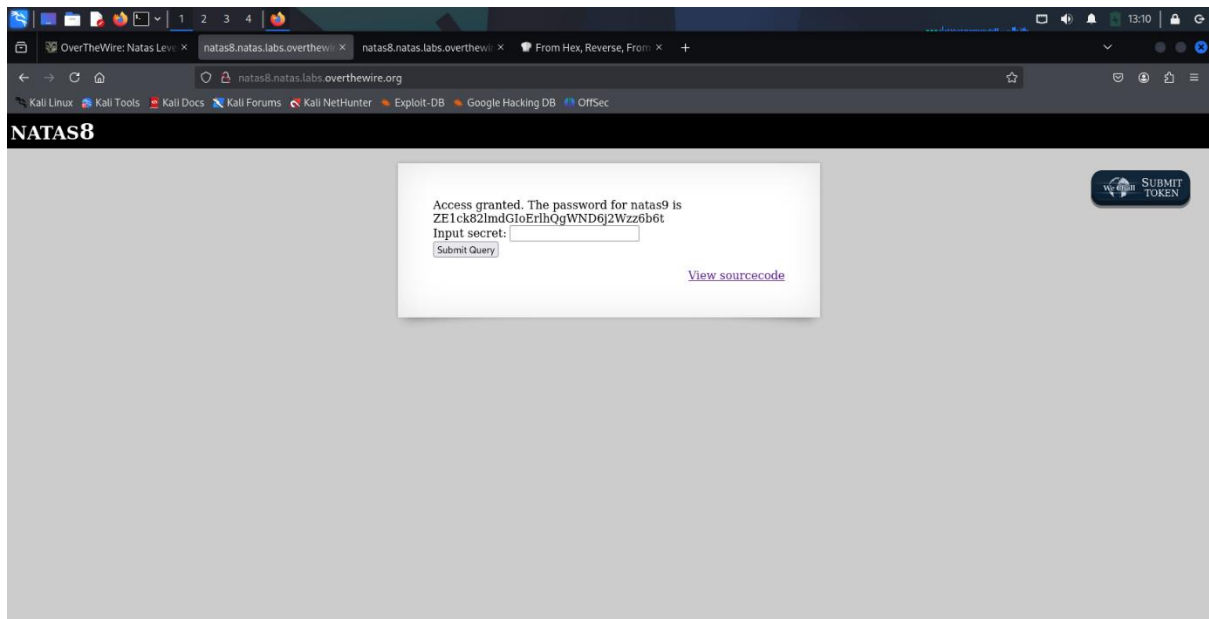 1 2 3 4 13:10
OverTheWire: Natas Leve natas8.natas.labs.overthewir natas8.natas.labs.overthewir From Hex, Reverse, From
natas8.natas.labs.overthewire.org
Kali Linux Kali Tools Kali Docs Kali Forums Kali NetHunter Exploit-DB Google Hacking DB OffSec
NATAS8
SUBMIT
TOKEN
Access granted. The password for natas9 is
ZE1ck82lmdGIoErlhQgWND6j2Wzz6b6t
Input secret:
Submit Query
View sourcecode